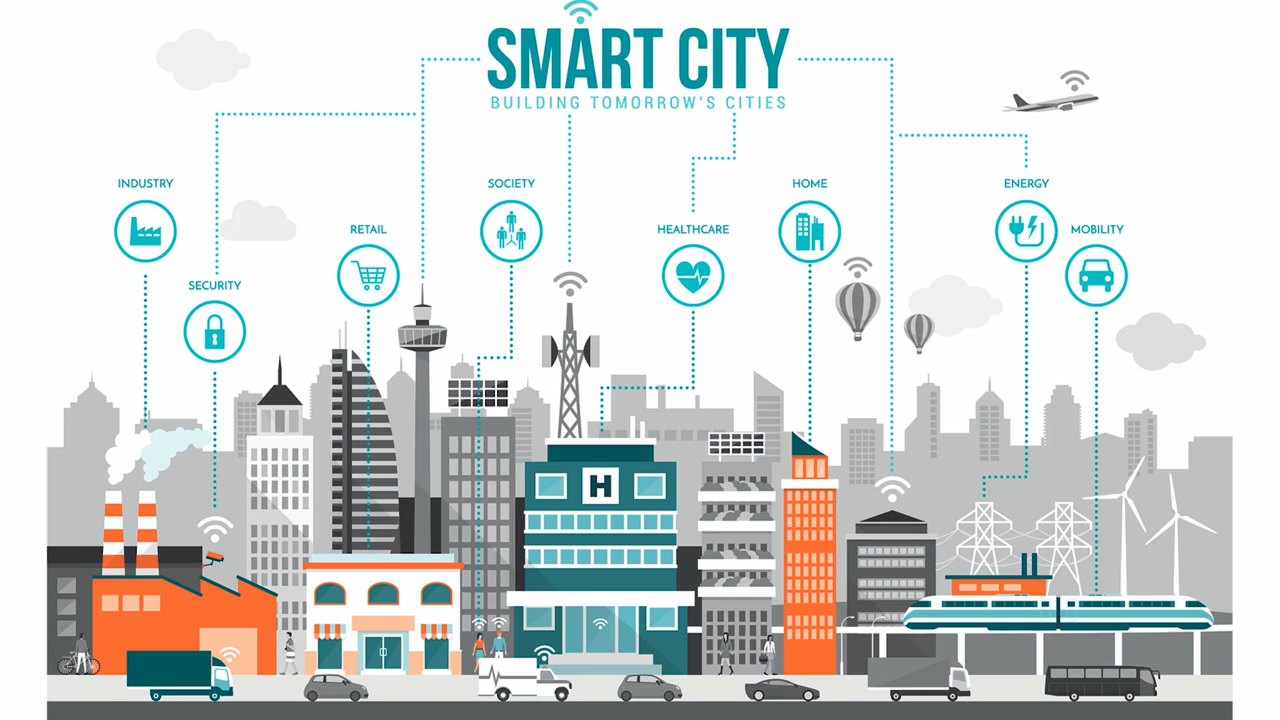 SMART CITY
BUILDING TOMORROW'S CITIES
INDUSTRY
SOCIETY
HOME
ENERGY
RETAIL
HEALTHCARE
MOBILITY
SECURITY
H